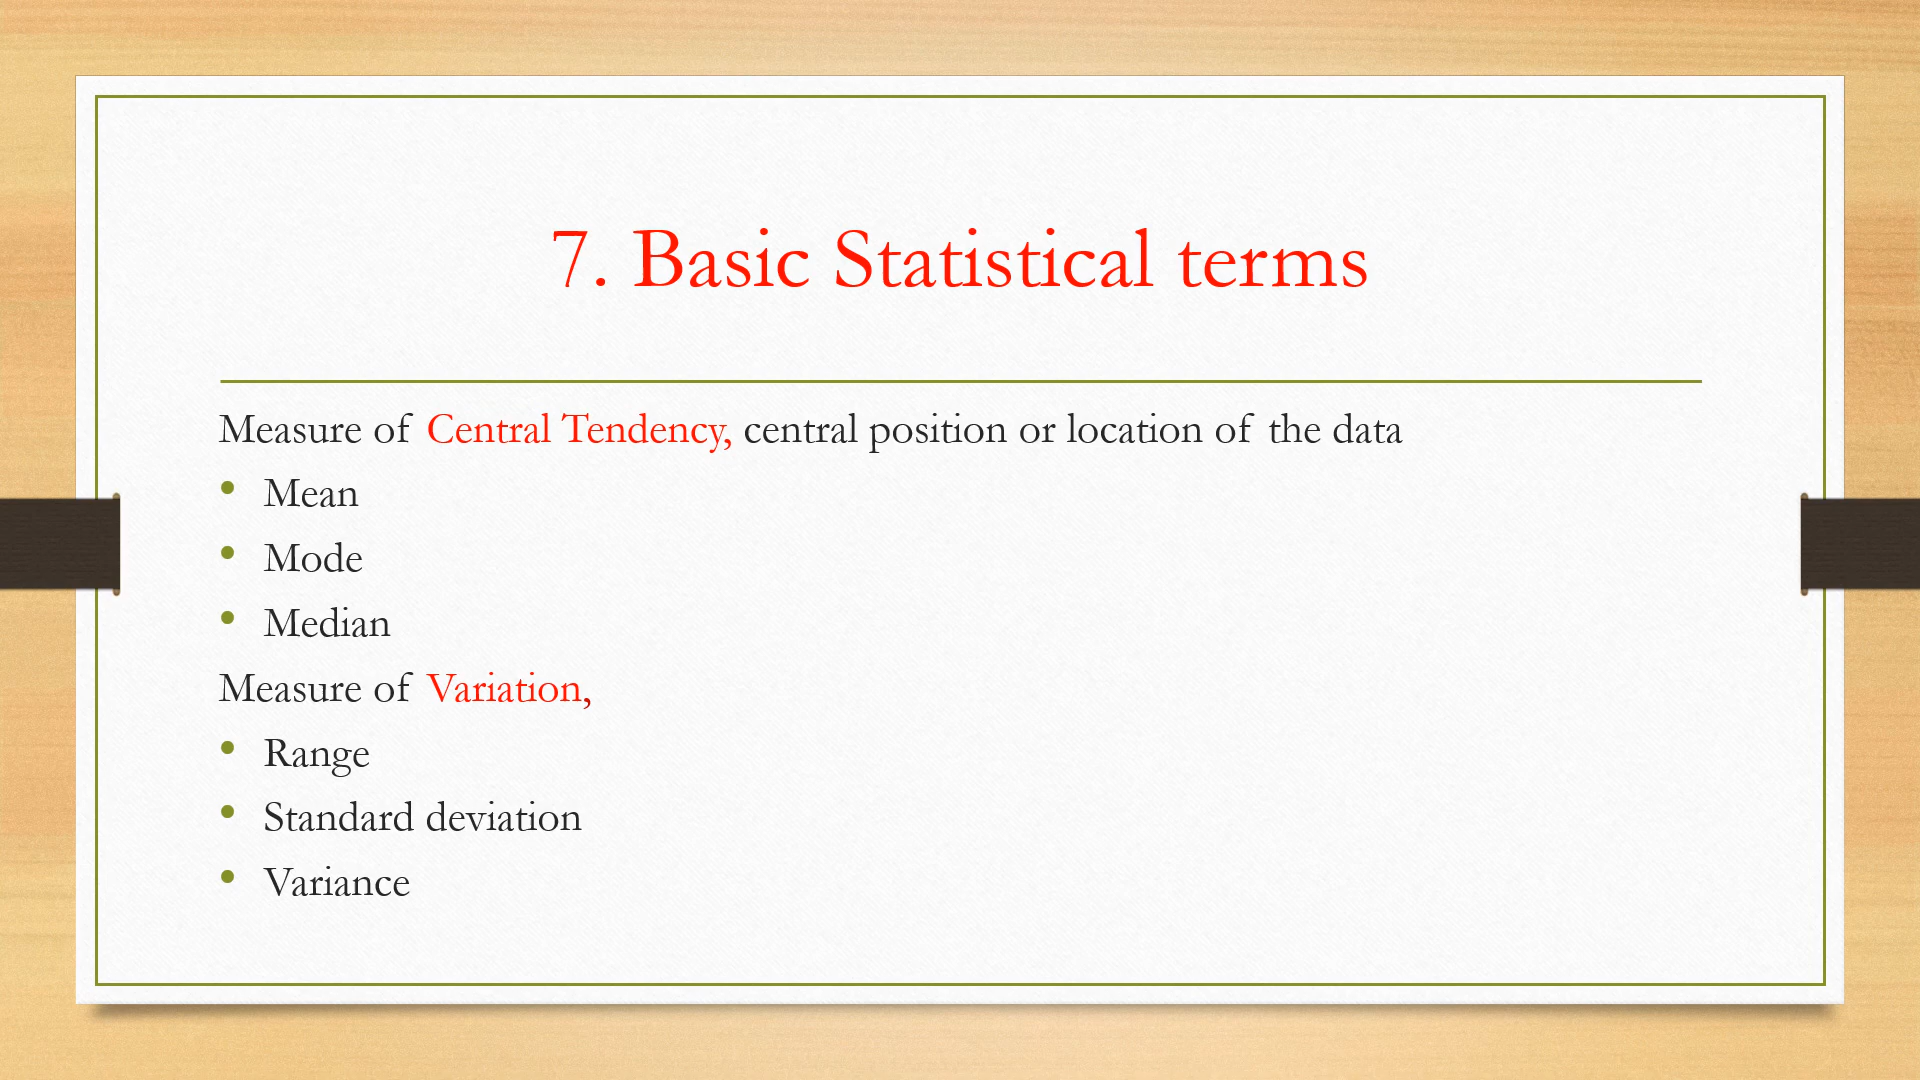 7. Basic Statistical terms
Measure of Central Tendency, central position or location of the data
• Mean
• Mode
• Median
Measure of Variation,
• Range
• Standard deviation
• Variance